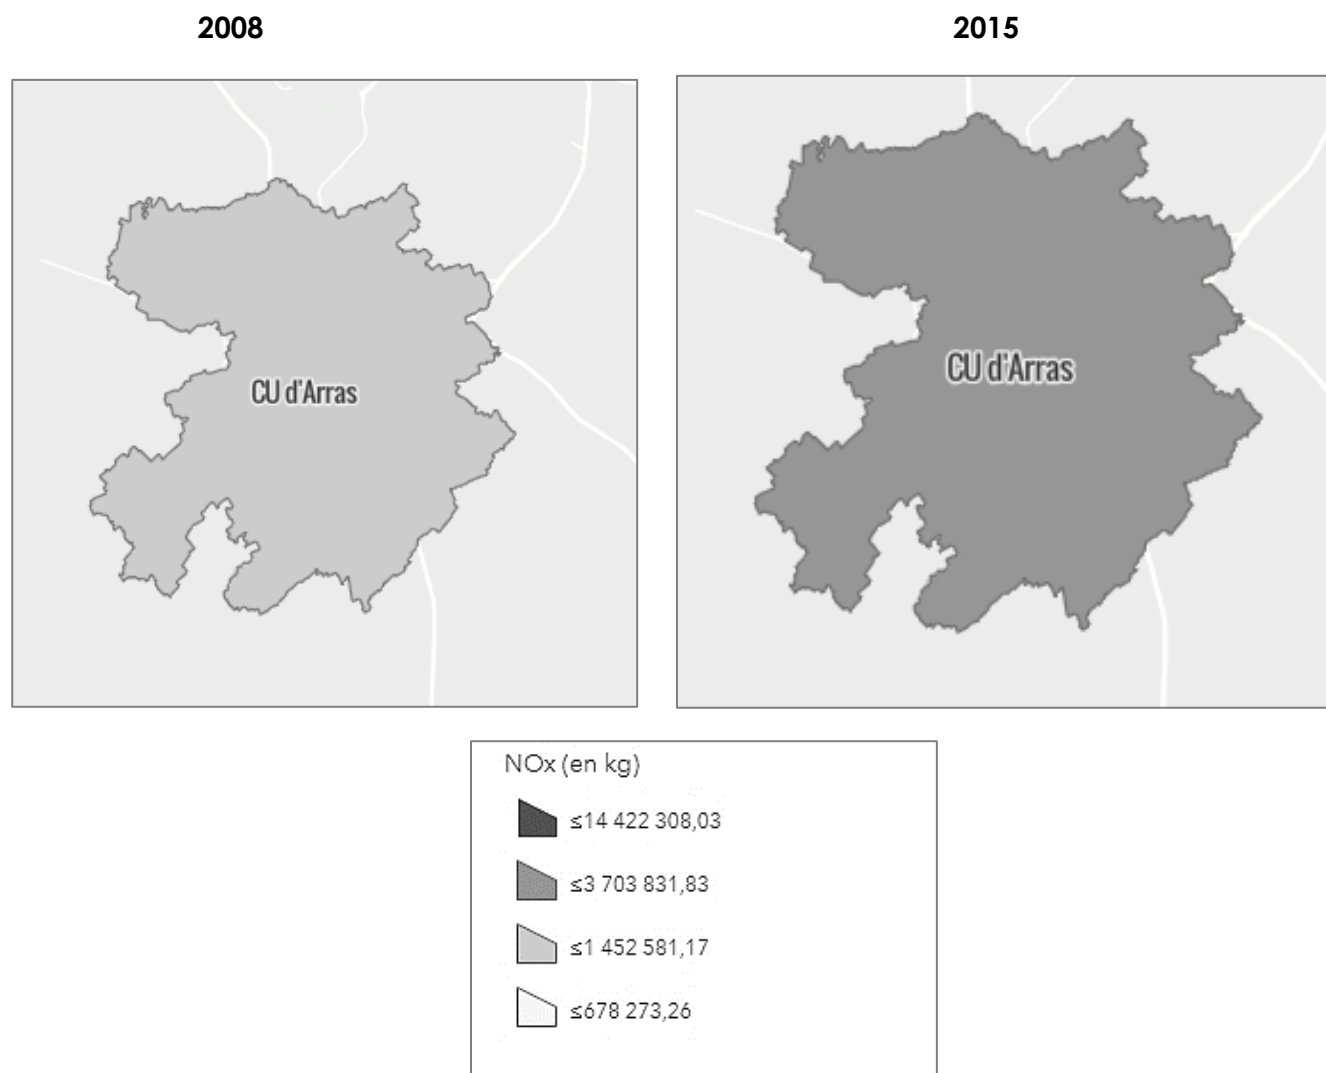 2008
2015
CU d'Arras
CU d'Arras
NOx (en kg)
≤14 422 308,03
≤3 703 831,83
≤1 452 581,17
≤678 273,26